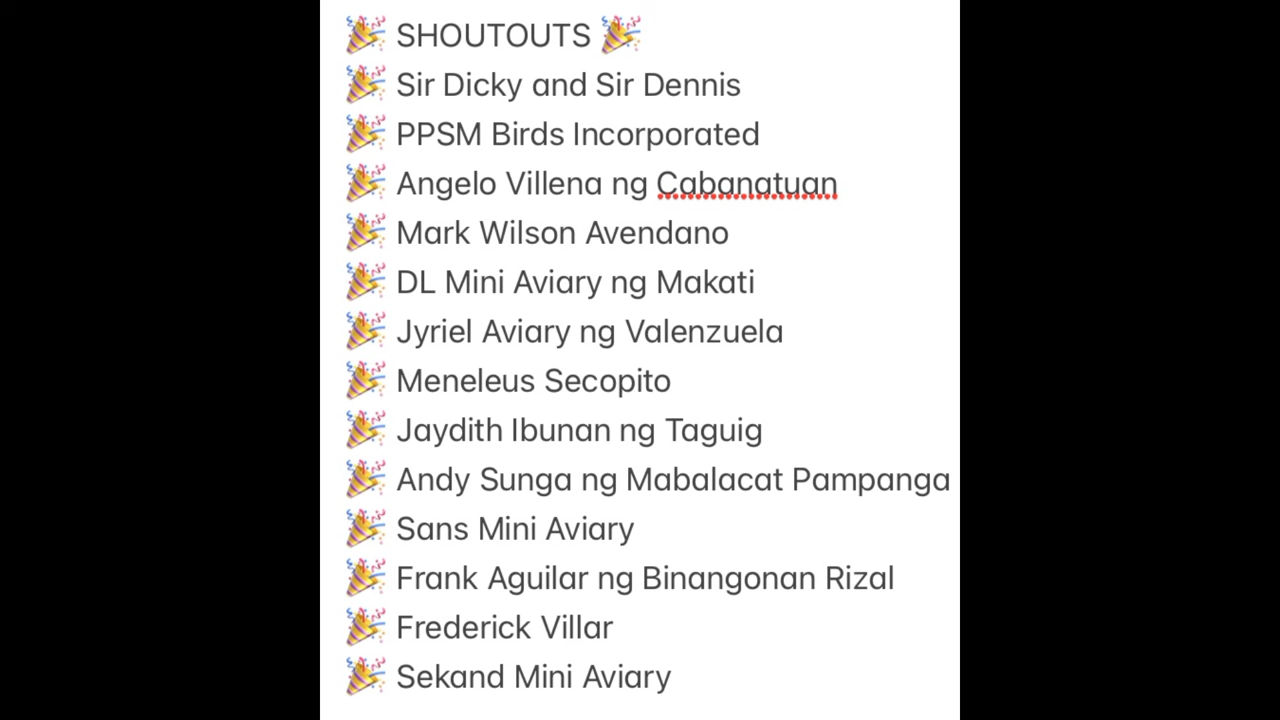 🎉 SHOUTOUTS 🎉
🎉 Sir Dicky and Sir Dennis
🎉 PPSM Birds Incorporated
🎉 Angelo Villena ng Cabanatuan
🎉 Mark Wilson Avendano
🎉 DL Mini Aviary ng Makati
🎉 Jyriel Aviary ng Valenzuela
🎉 Meneleus Secopito
🎉 Jaydith Ibunan ng Taguig
🎉 Andy Sunga ng Mabalacat Pampanga
🎉 Sans Mini Aviary
🎉 Frank Aguilar ng Binangonan Rizal
🎉 Frederick Villar
🎉 Sekand Mini Aviary